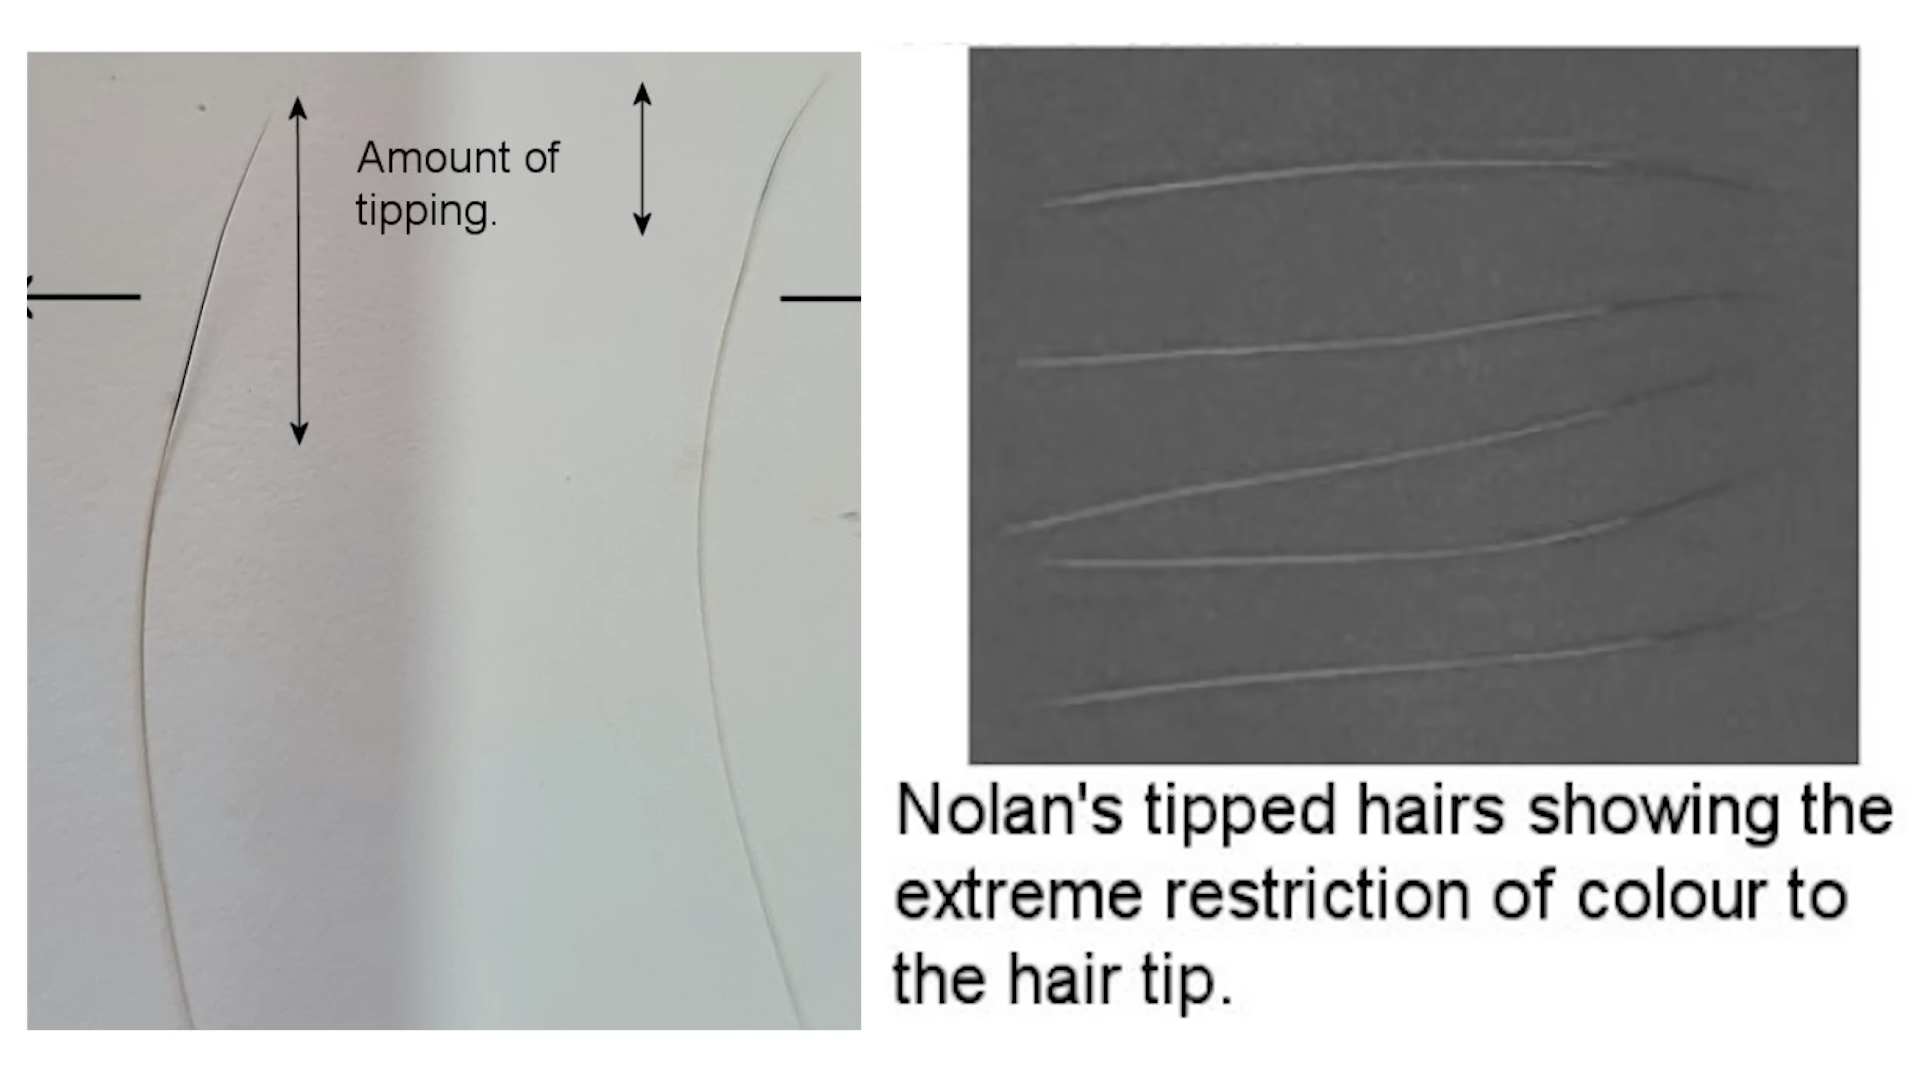 Amount of
tipping.
Nolan's tipped hairs showing the
extreme restriction of colour to
the hair tip.